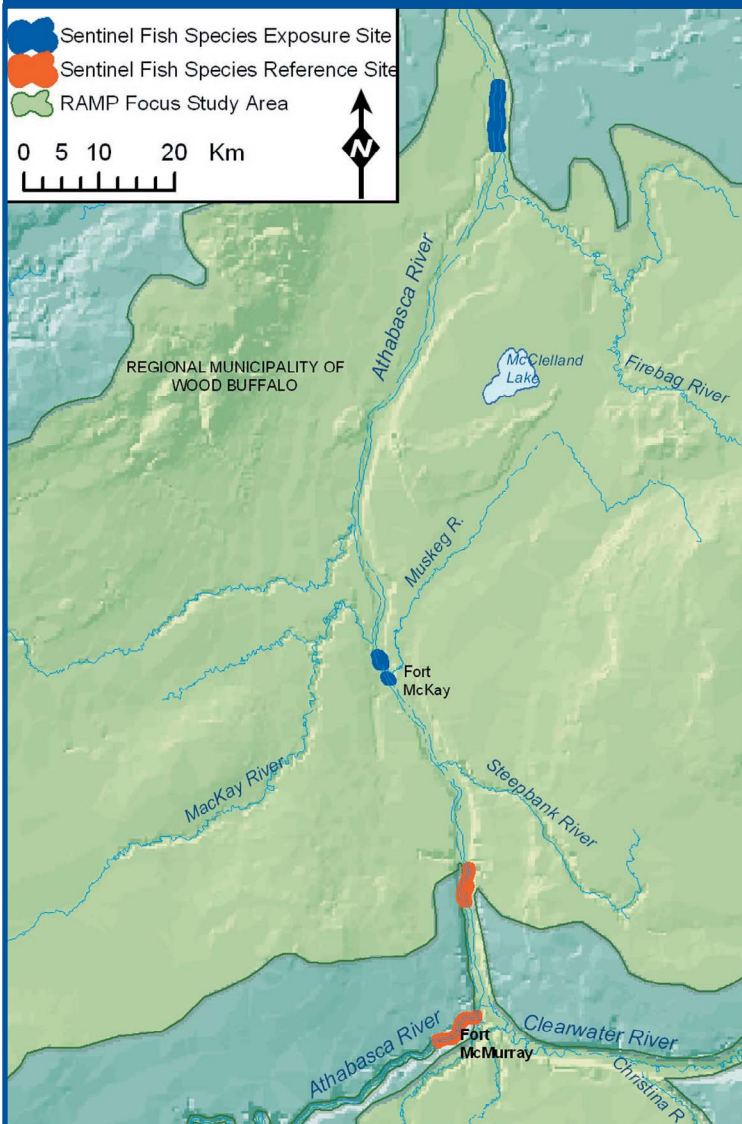 Sentinel Fish Species Exposure Site
Sentinel Fish Species Reference Site
RAMP Focus Study Area
0 5 10 20 Km
N
Athabasca River
REGIONAL MUNICIPALITY OF
WOOD BUFFALO
McClelland
Lake
Firebag River
Muskeg R.
Fort
McKay
MacKay River
Steepbank River
Athabasca River
Fort
McMurray
Clearwater River
Christina R